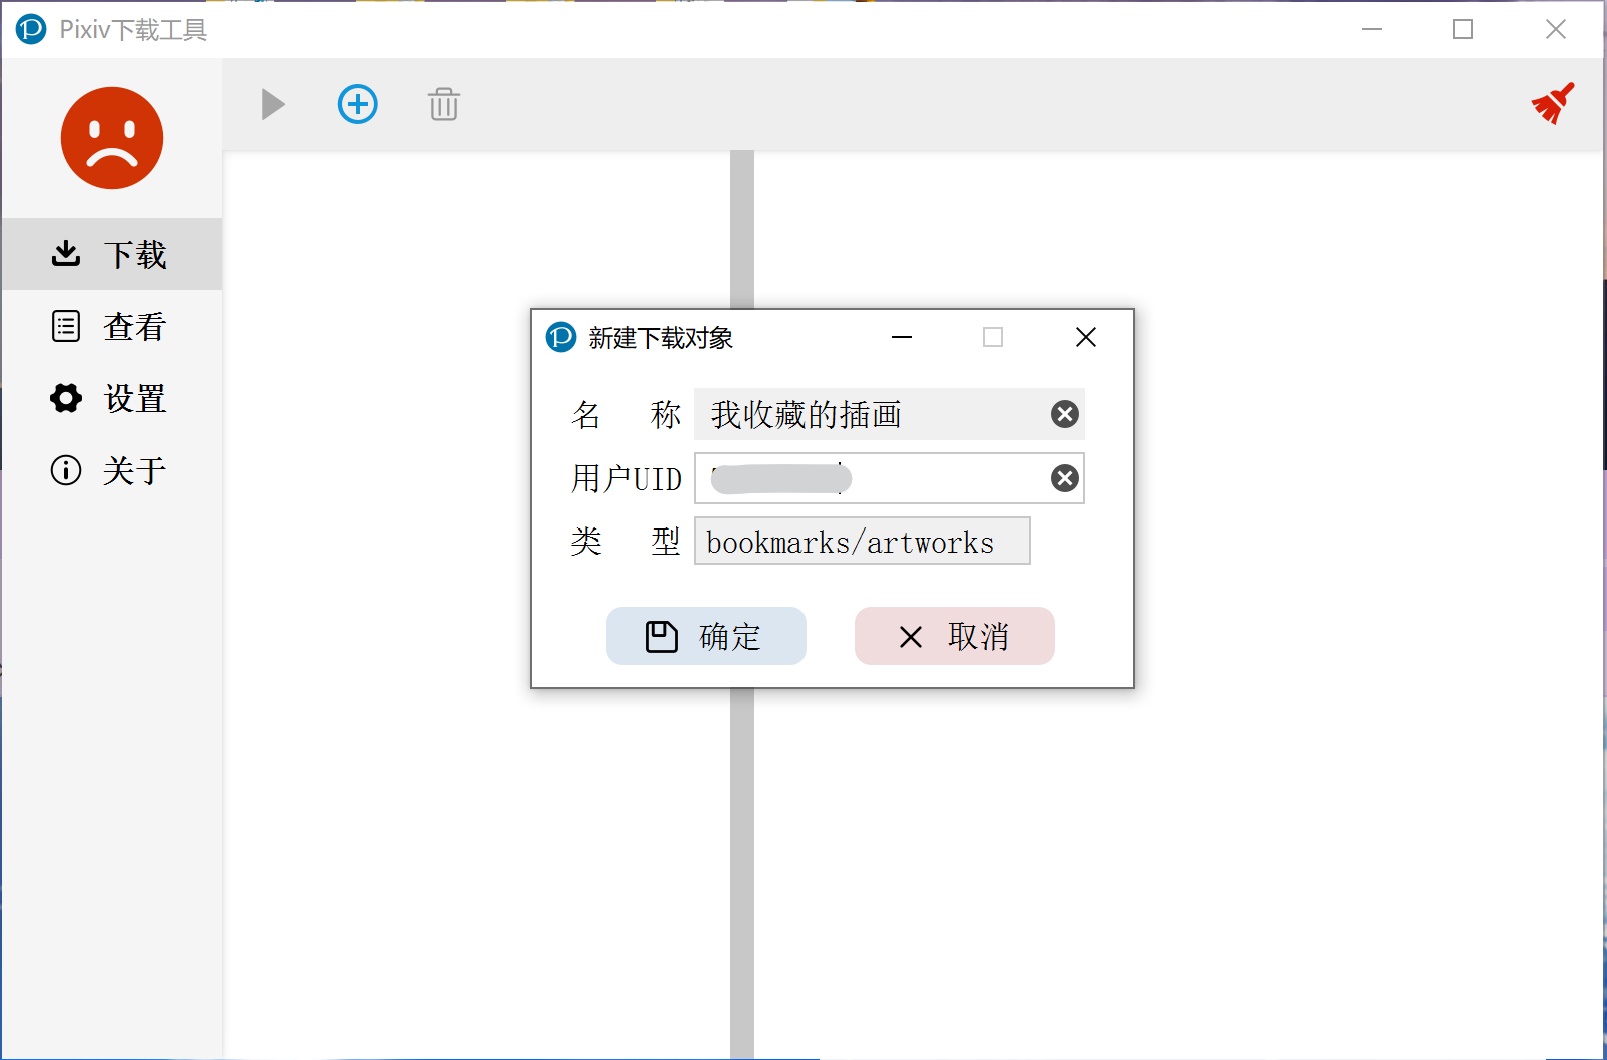 Pixiv下载工具
下载
查看
设置
关于
新建下载对象
名 称 我收藏的插画
用户UID
类 型 bookmarks/artworks
确定 取消